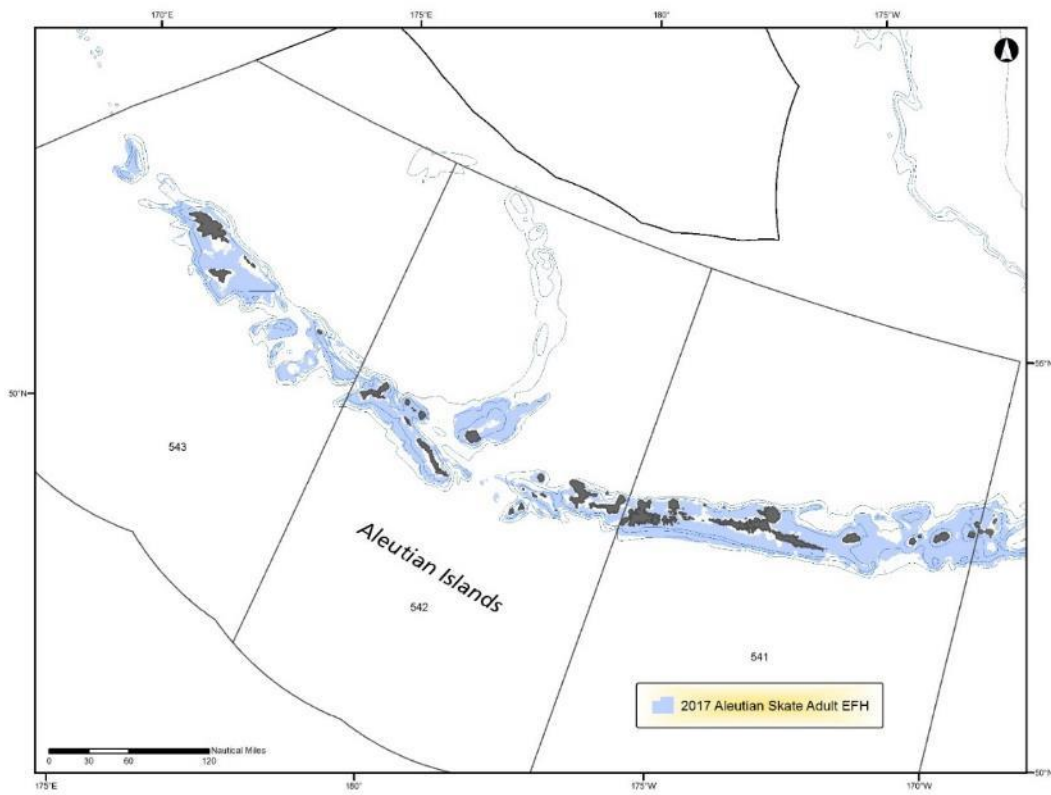 170°E 175°E 180° 175°W
50°N
55°N
543
Aleutian Islands
542
541
2017 Aleutian Skate Adult EFH
Nautical Miles
0 30 60 120
50°N
175°E 180° 175°W 170°W